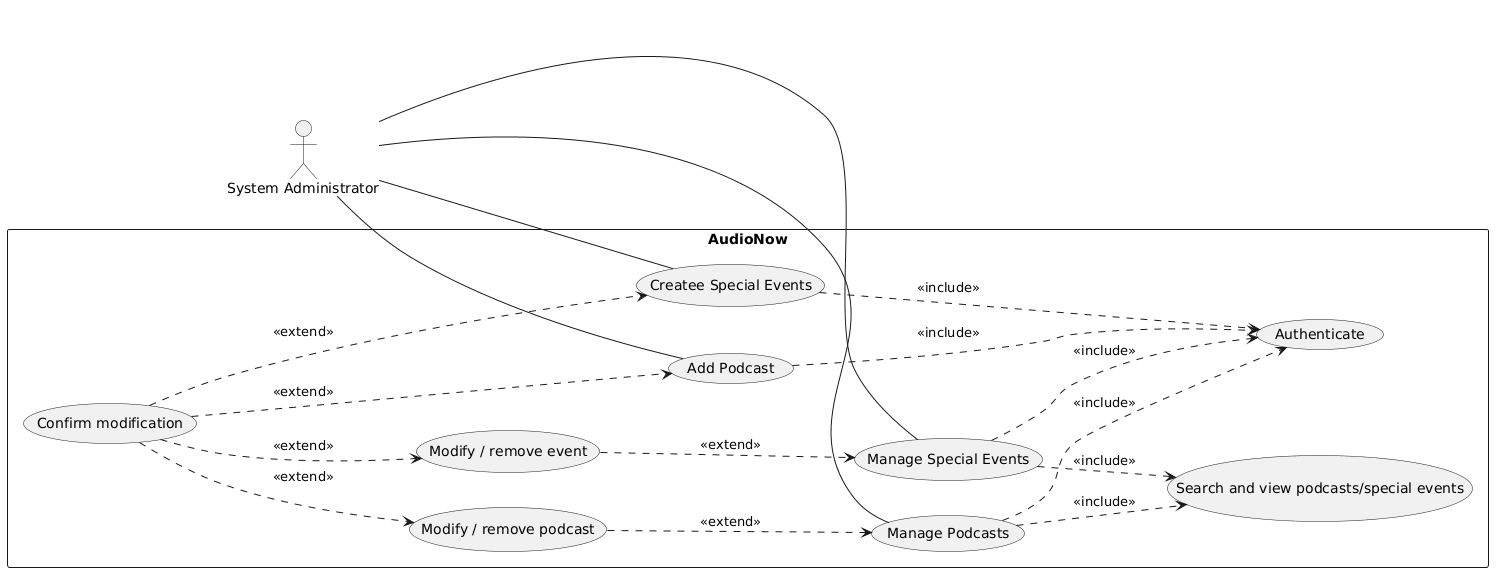 System Administrator
AudioNow
Createe Special Events
«include»
«extend»
«include»
Authenticate
«include»
Add Podcast
«extend»
«include»
Confirm modification
«extend»
«extend»
Modify / remove event
«extend»
Manage Special Events
«include»
«extend»
Search and view podcasts/special events
«include»
Modify / remove podcast
«extend»
Manage Podcasts